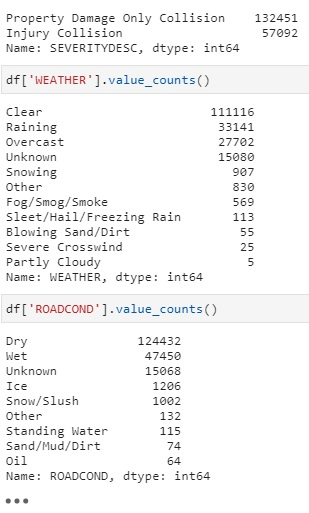 Property Damage Only Collision    132451
Injury Collision                   57092
Name: SEVERITYDESC, dtype: int64
df['WEATHER'].value_counts()
Clear                       111116
Raining                      33141
Overcast                     27702
Unknown                      15080
Snowing                        907
Other                          830
Fog/Smog/Smoke                 569
Sleet/Hail/Freezing Rain       113
Blowing Sand/Dirt               55
Severe Crosswind                25
Partly Cloudy                    5
Name: WEATHER, dtype: int64
df['ROADCOND'].value_counts()
Dry               124432
Wet                47450
Unknown            15068
Ice                 1206
Snow/Slush          1002
Other                132
Standing Water       115
Sand/Mud/Dirt         74
Oil                   64
Name: ROADCOND, dtype: int64
•••